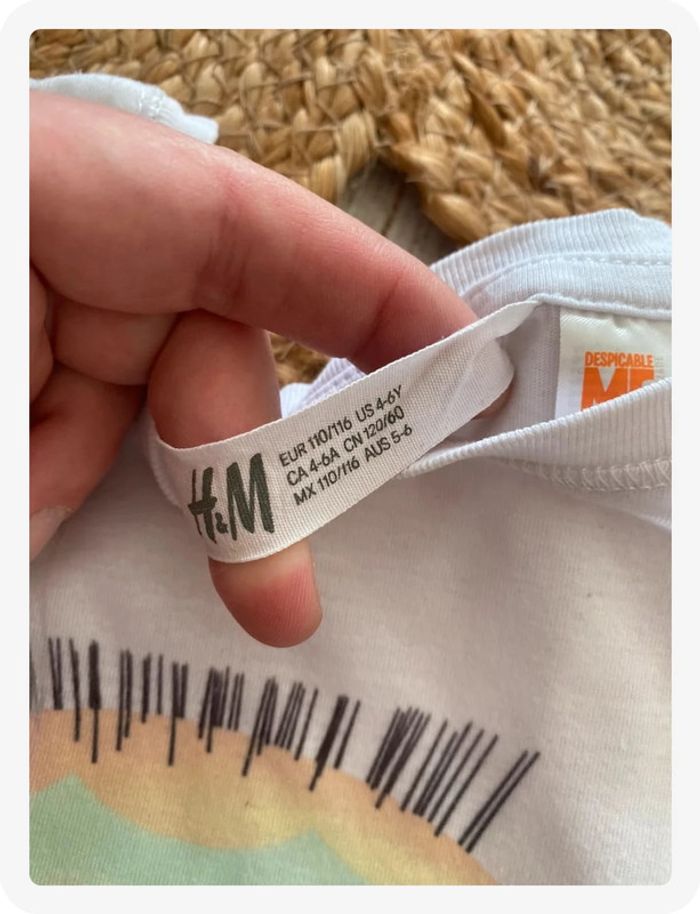 H&M
EUR 110/116 US 4-6Y
CA 4-6A CN 120/60
MX 110/116 AUS 5-6
DESPICABLE
ME